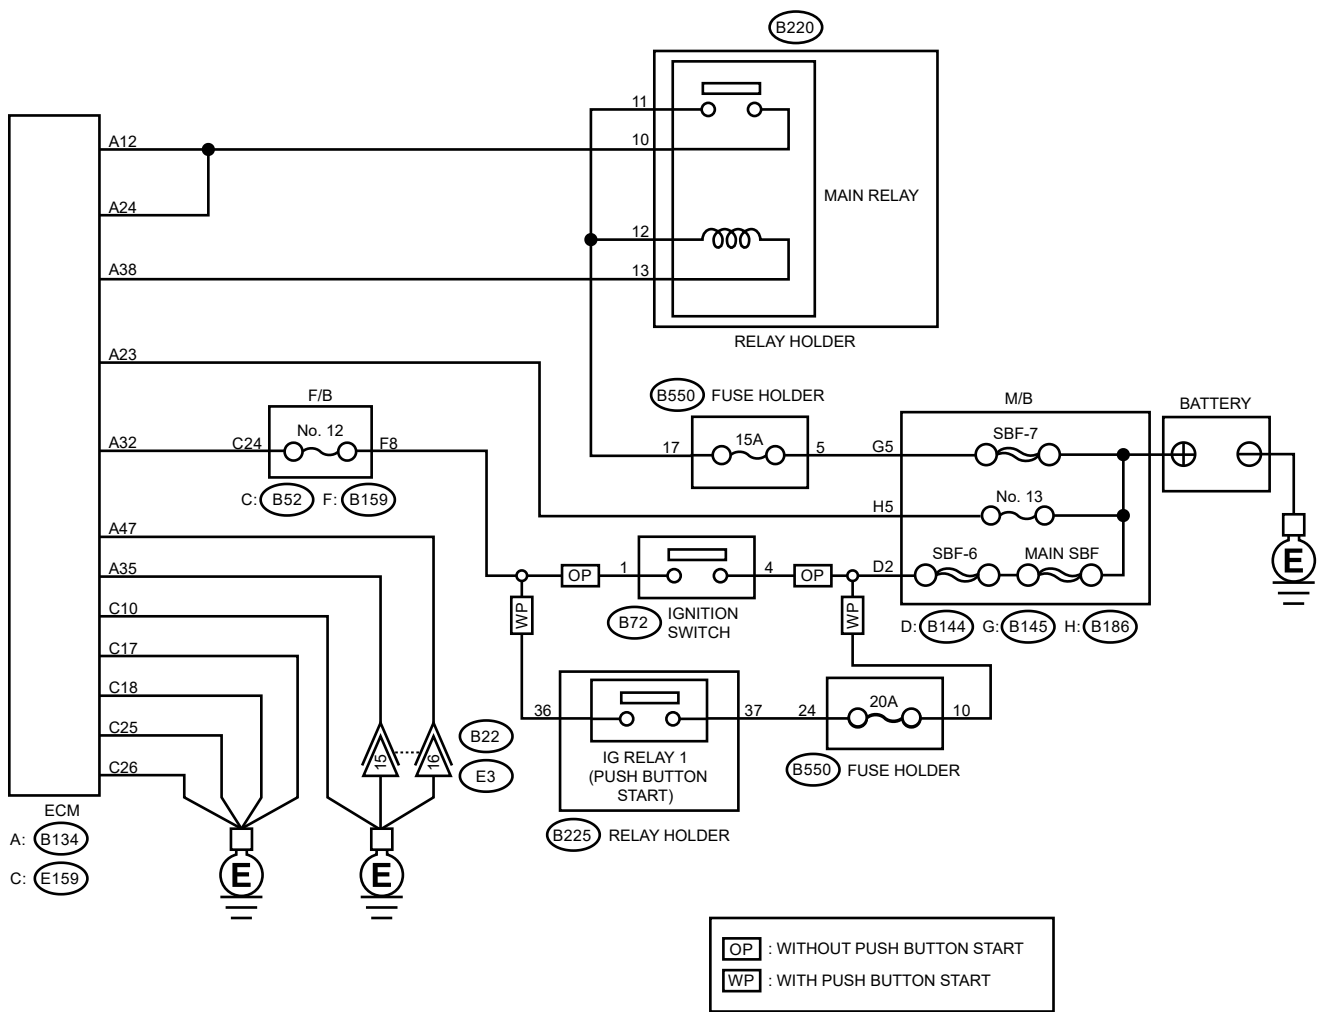 B220
11
10
A12
MAIN RELAY
A24
12
A38
13
RELAY HOLDER
A23
F/B
B550 FUSE HOLDER
M/B
BATTERY
No. 12
15A
SBF-7
A32
C24
F8
17
5
G5
C: B52 F: B159
No. 13
H5
A47
SBF-6
MAIN SBF
A35
OP
1
4
OP
D2
E
WP
WP
C10
B72
IGNITION
SWITCH
D: B144 G: B145 H: B186
C17
C18
20A
36
37
24
10
C25
B22
15
16
IG RELAY 1
(PUSH BUTTON
START)
C26
E3
B550 FUSE HOLDER
ECM
A: B134
B225 RELAY HOLDER
C: E159
E
E
OP : WITHOUT PUSH BUTTON START
WP : WITH PUSH BUTTON START